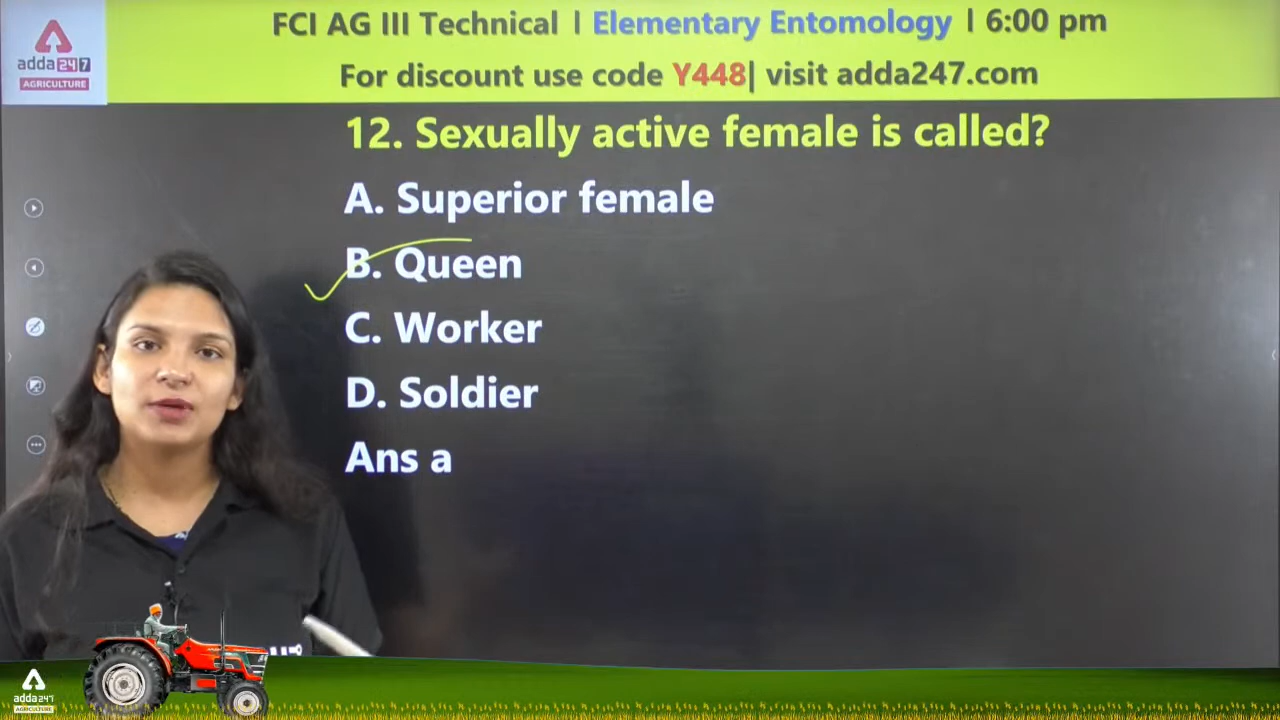 FCI AG III Technical I Elementary Entomology I 6:00 pm
For discount use code Y448| visit adda247.com
adda247
AGRICULTURE
12. Sexually active female is called?
A. Superior female
B. Queen
C. Worker
D. Soldier
Ans a
adda247
AGRICULTURE